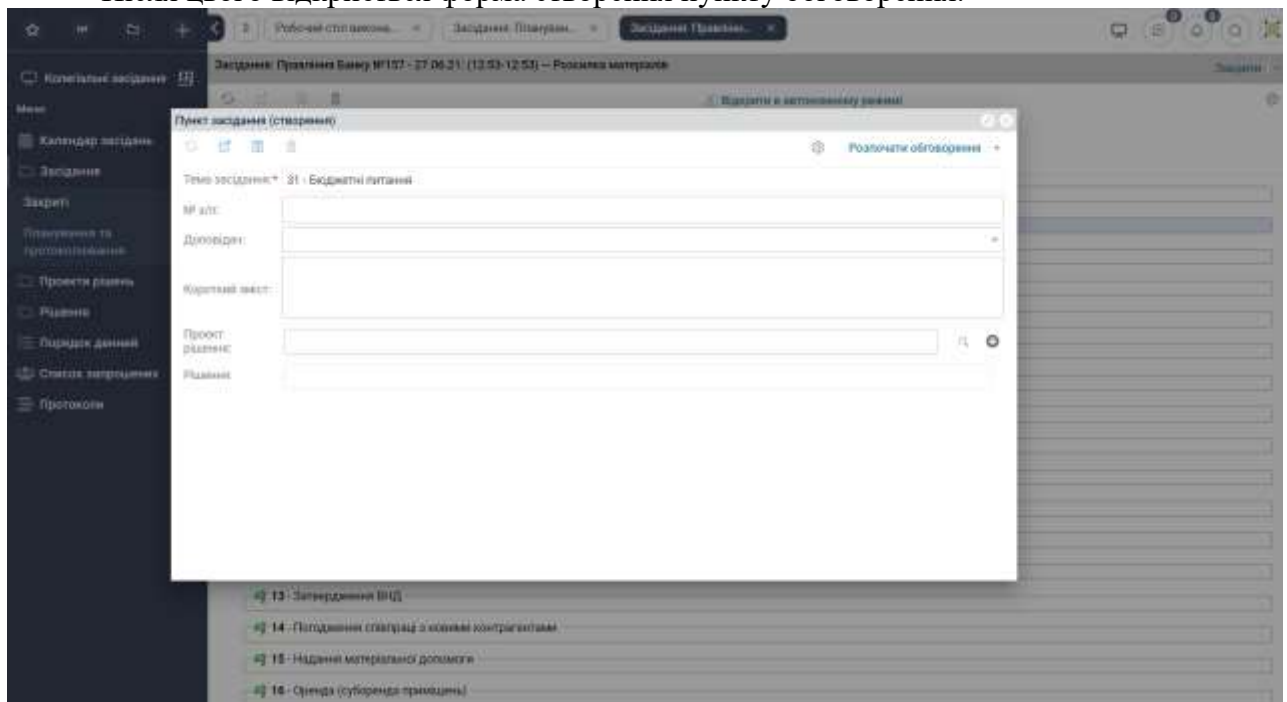 Після цього відкриється форма створення пункту обговорення.
Засідання Плануван...
Засідання Правлінн...
Колегіальні засідання
Засідання: Правління Банку №157 - 27.06.21: (12:53-12:53) — Розсилка матеріалів
Закрити
Меню
Відкрити в автономному режимі
Календар засідань
Засідання
Закриті
Планування та
протоколювання
Проекти рішень
Рішення
Порядок денний
Список запрошених
Протоколи
Пункт засідання (створення)
Розпочати обговорення
Тема засідання:* 31 - Бюджетні питання
№ з/п:
Доповідач:
Короткий зміст:
Проект
рішення:
Рішення:
13 - Затвердження ВНД
14 - Погодження співпраці з новими контрагентами
15 - Надання матеріальної допомоги
16 - Оренда (суборенда приміщень)